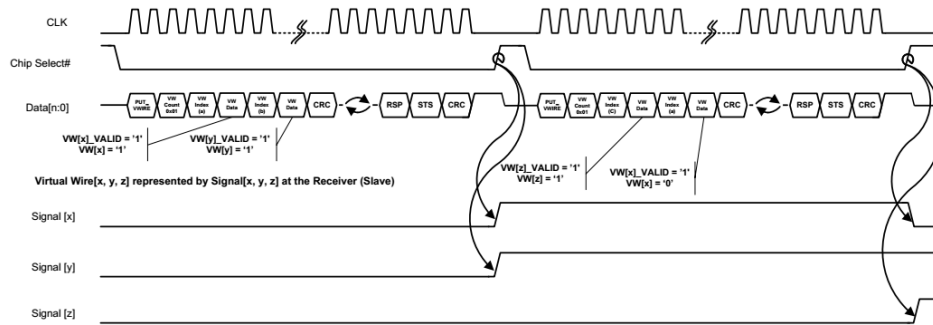 CLK
Chip Select#
Data[n:0]
PUT_ VWIRE
VW Count 0x01
VW Index (a)
VW Data
VW Index (b)
VW Data
CRC
RSP
STS
CRC
PUT_ VWIRE
VW Count 0x01
VW Index (C)
VW Data
VW Index (a)
VW Data
CRC
RSP
STS
CRC
VW[x]_VALID = '1'
VW[x] = '1'
VW[y]_VALID = '1'
VW[y] = '1'
VW[z]_VALID = '1'
VW[z] = '1'
VW[x]_VALID = '1'
VW[x] = '0'
Virtual Wire[x, y, z] represented by Signal[x, y, z] at the Receiver (Slave)
Signal [x]
Signal [y]
Signal [z]